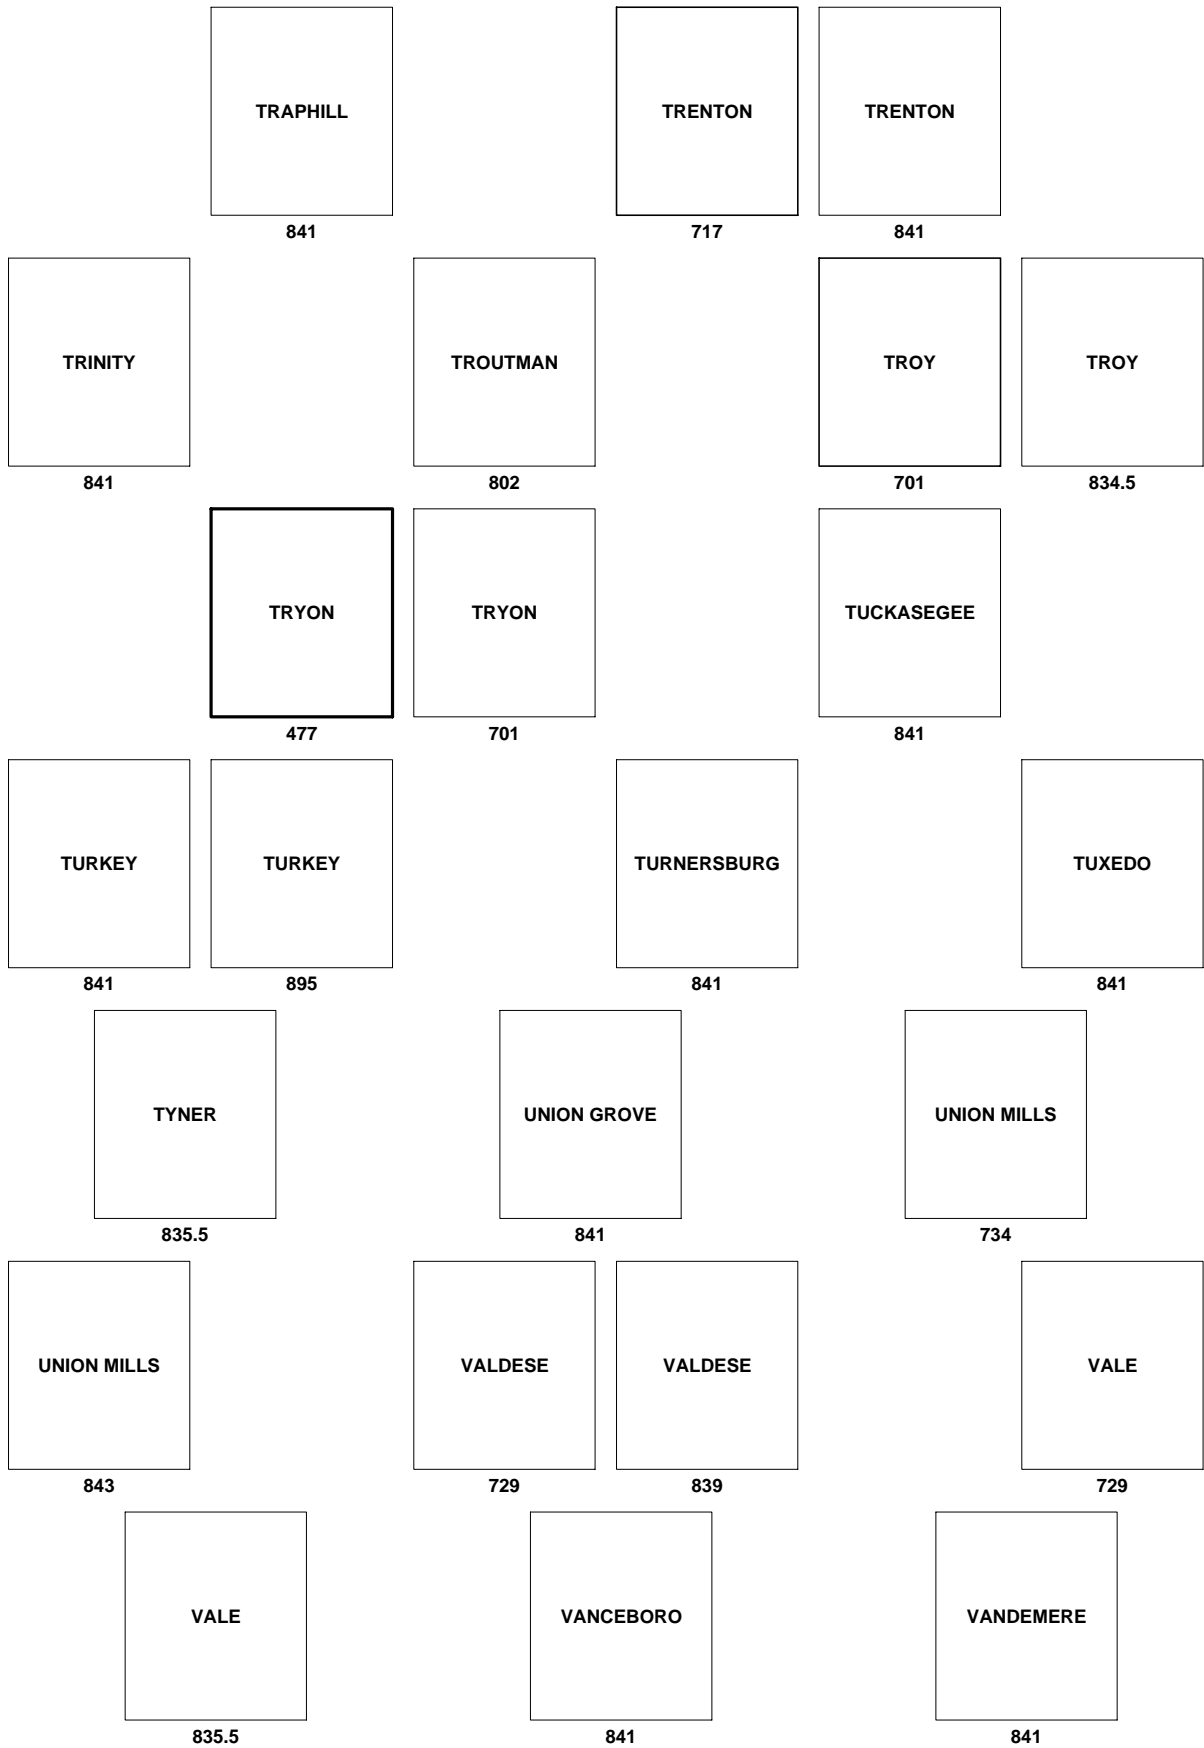 TRAPHILL
TRENTON
TRENTON
841
717
841
TRINITY
TROUTMAN
TROY
TROY
841
802
701
834.5
TRYON
TRYON
TUCKASEGEE
477
701
841
TURKEY
TURKEY
TURNERSBURG
TUXEDO
841
895
841
841
TYNER
UNION GROVE
UNION MILLS
835.5
841
734
UNION MILLS
VALDESE
VALDESE
VALE
843
729
839
729
VALE
VANCEBORO
VANDEMERE
835.5
841
841